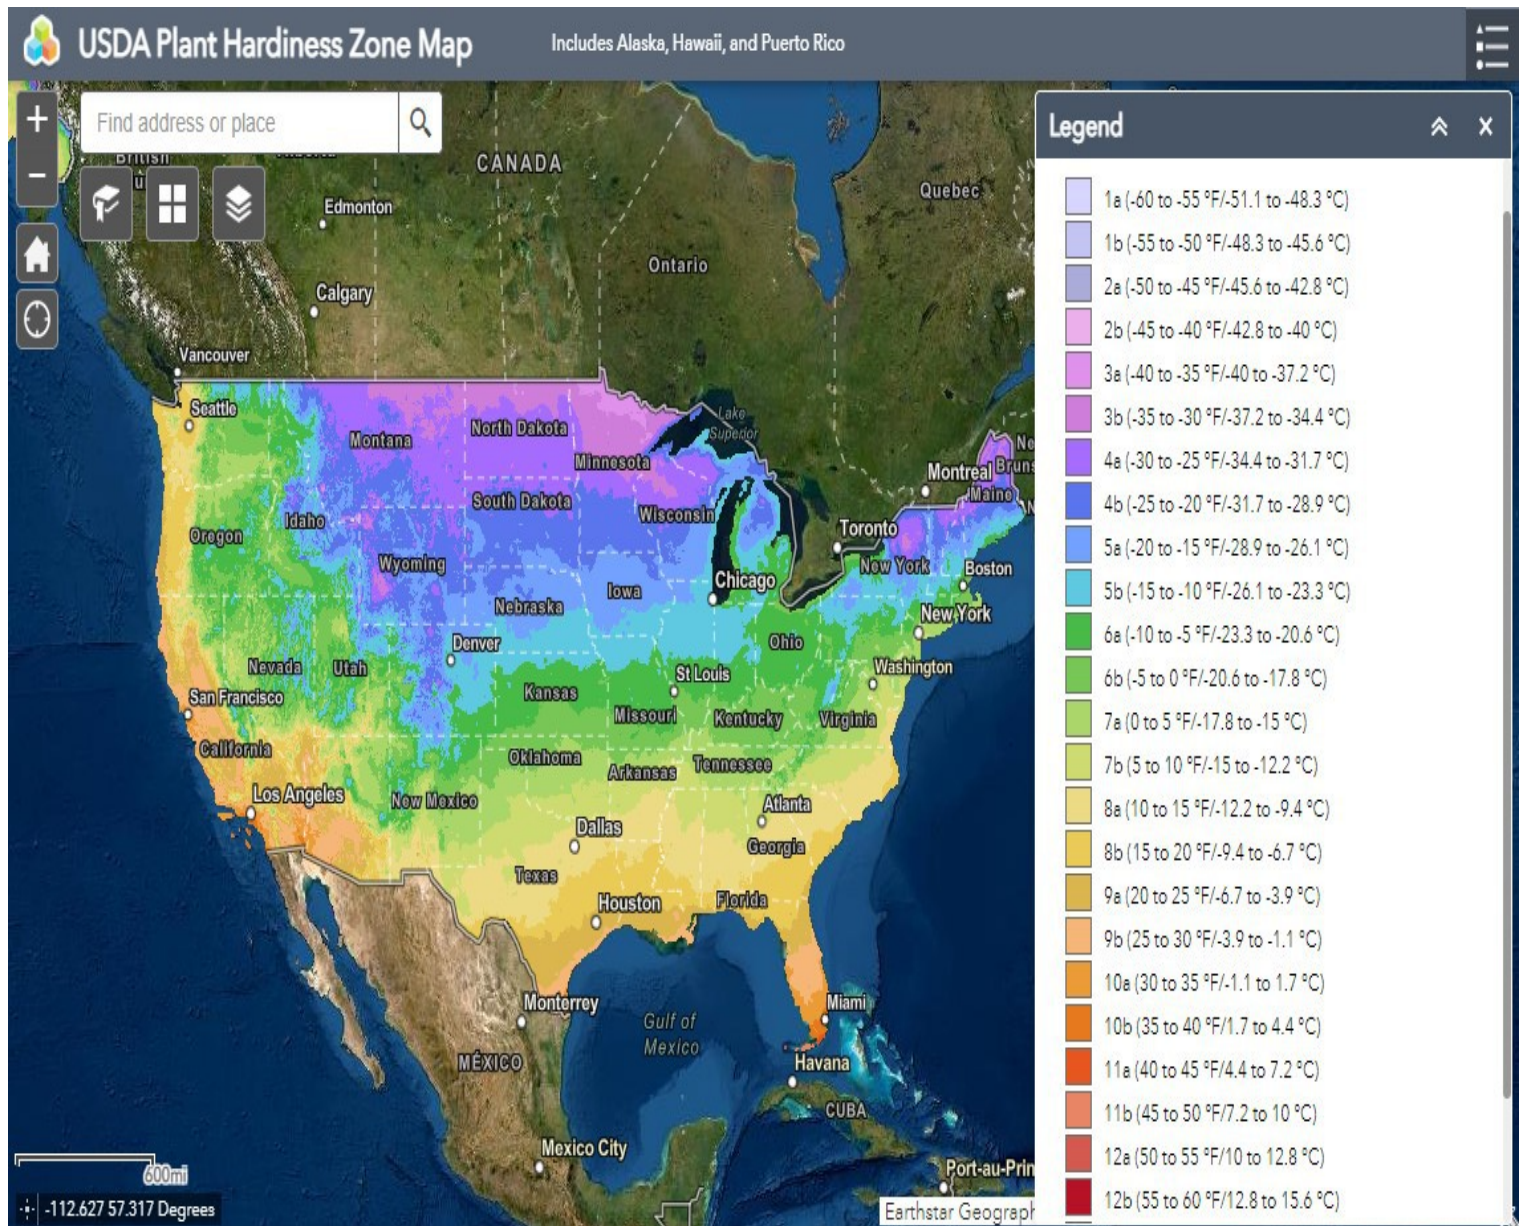 USDA Plant Hardiness Zone Map
Includes Alaska, Hawaii, and Puerto Rico
+
Find address or place
−
Legend
1a (-60 to -55 °F/-51.1 to -48.3 °C)
1b (-55 to -50 °F/-48.3 to -45.6 °C)
2a (-50 to -45 °F/-45.6 to -42.8 °C)
2b (-45 to -40 °F/-42.8 to -40 °C)
3a (-40 to -35 °F/-40 to -37.2 °C)
3b (-35 to -30 °F/-37.2 to -34.4 °C)
4a (-30 to -25 °F/-34.4 to -31.7 °C)
4b (-25 to -20 °F/-31.7 to -28.9 °C)
5a (-20 to -15 °F/-28.9 to -26.1 °C)
5b (-15 to -10 °F/-26.1 to -23.3 °C)
6a (-10 to -5 °F/-23.3 to -20.6 °C)
6b (-5 to 0 °F/-20.6 to -17.8 °C)
7a (0 to 5 °F/-17.8 to -15 °C)
7b (5 to 10 °F/-15 to -12.2 °C)
8a (10 to 15 °F/-12.2 to -9.4 °C)
8b (15 to 20 °F/-9.4 to -6.7 °C)
9a (20 to 25 °F/-6.7 to -3.9 °C)
9b (25 to 30 °F/-3.9 to -1.1 °C)
10a (30 to 35 °F/-1.1 to 1.7 °C)
10b (35 to 40 °F/1.7 to 4.4 °C)
11a (40 to 45 °F/4.4 to 7.2 °C)
11b (45 to 50 °F/7.2 to 10 °C)
12a (50 to 55 °F/10 to 12.8 °C)
12b (55 to 60 °F/12.8 to 15.6 °C)
British
CANADA
Quebec
Edmonton
Ontario
Calgary
Vancouver
Seattle
Lake
Superior
North Dakota
Montana
Minnesota
Montreal
Maine
South Dakota
Wisconsin
Idaho
Oregon
Toronto
Wyoming
New York
Boston
Chicago
Iowa
Nebraska
New York
Denver
Ohio
Nevada
Utah
St Louis
Washington
Kansas
San Francisco
Missouri
Kentucky
Virginia
California
Oklahoma
Arkansas
Tennessee
Los Angeles
New Mexico
Atlanta
Dallas
Georgia
Texas
Houston
Florida
Monterrey
Miami
Gulf of
Mexico
MÉXICO
Havana
CUBA
Mexico City
600mi
Port-au-Prin
-112.627 57.317 Degrees
Earthstar Geograph